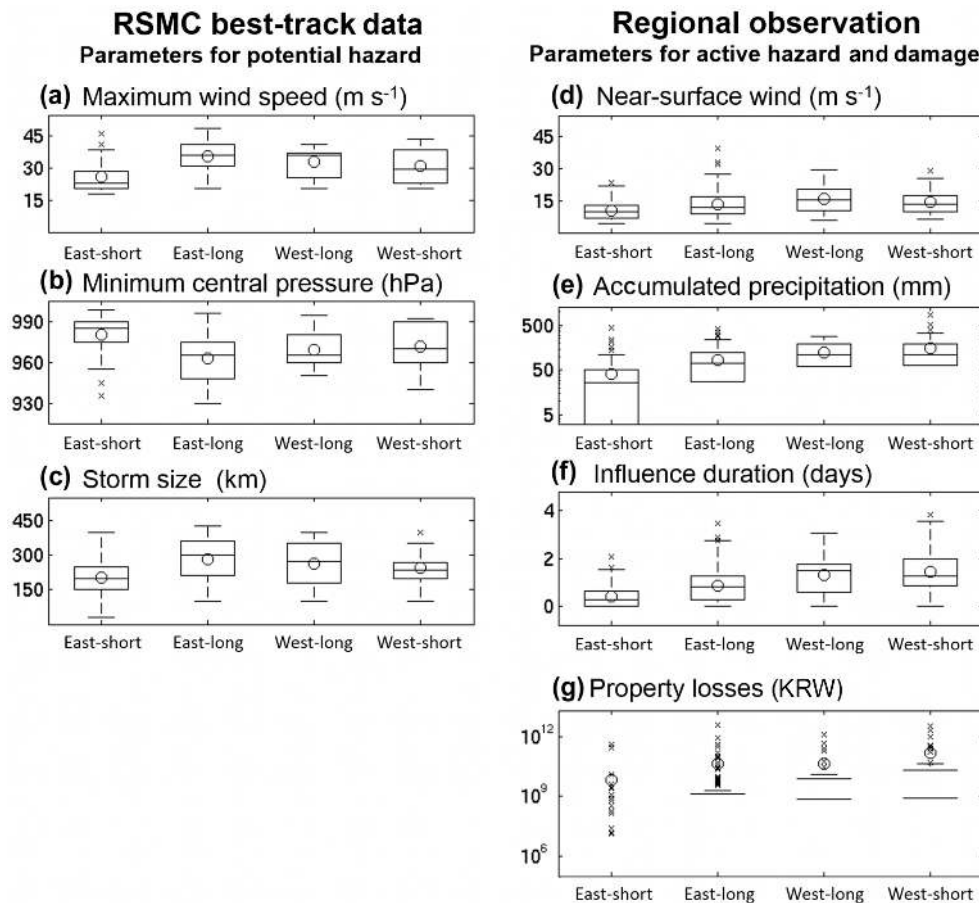 RSMC best-track data
Parameters for potential hazard
(a) Maximum wind speed (m s⁻¹)
45
30
15
East-short East-long West-long West-short
(b) Minimum central pressure (hPa)
990
960
930
East-short East-long West-long West-short
(c) Storm size (km)
450
300
150
East-short East-long West-long West-short
Regional observation
Parameters for active hazard and damage
(d) Near-surface wind (m s⁻¹)
45
30
15
East-short East-long West-long West-short
(e) Accumulated precipitation (mm)
500
50
5
East-short East-long West-long West-short
(f) Influence duration (days)
4
2
0
East-short East-long West-long West-short
(g) Property losses (KRW)
10¹²
10⁹
10⁶
East-short East-long West-long West-short